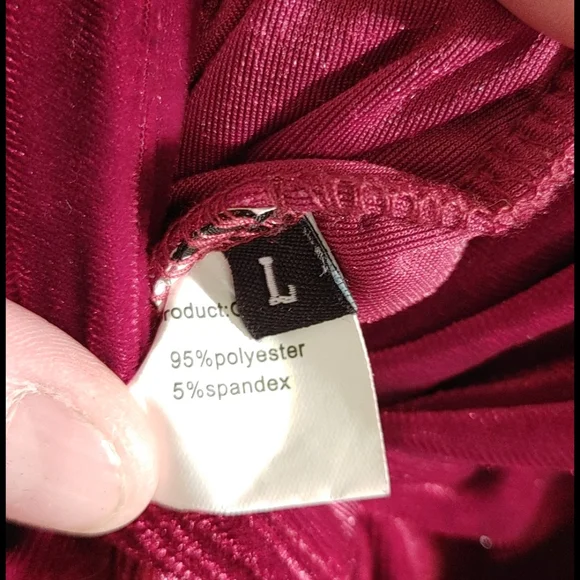 L
roduct:C
95%polyester
5%spandex